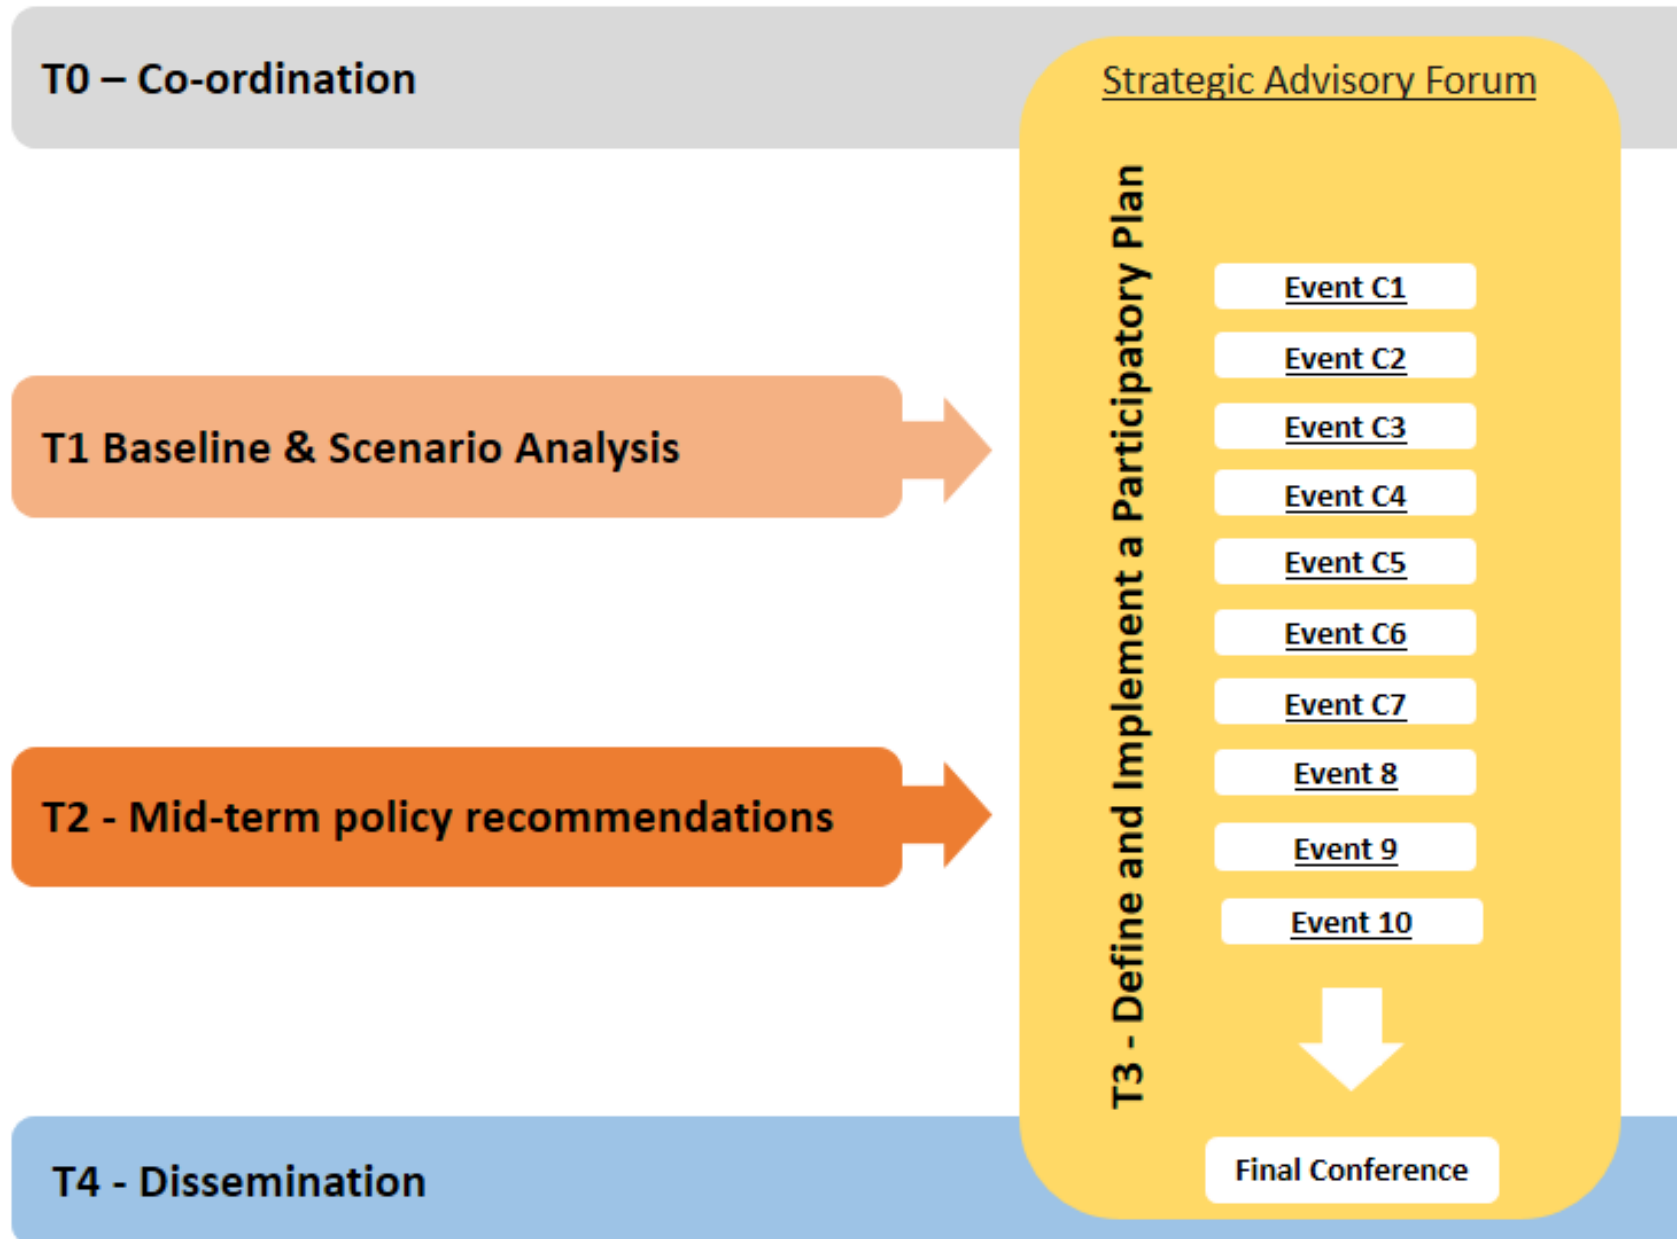 T0 – Co-ordination
Strategic Advisory Forum
T1 Baseline & Scenario Analysis
T2 - Mid-term policy recommendations
T3 - Define and Implement a Participatory Plan
Event C1
Event C2
Event C3
Event C4
Event C5
Event C6
Event C7
Event 8
Event 9
Event 10
Final Conference
T4 - Dissemination